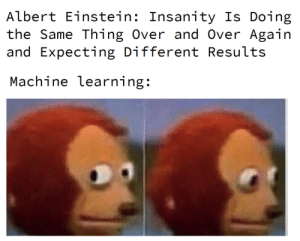 Albert Einstein: Insanity Is Doing
the Same Thing Over and Over Again
and Expecting Different Results
Machine learning: